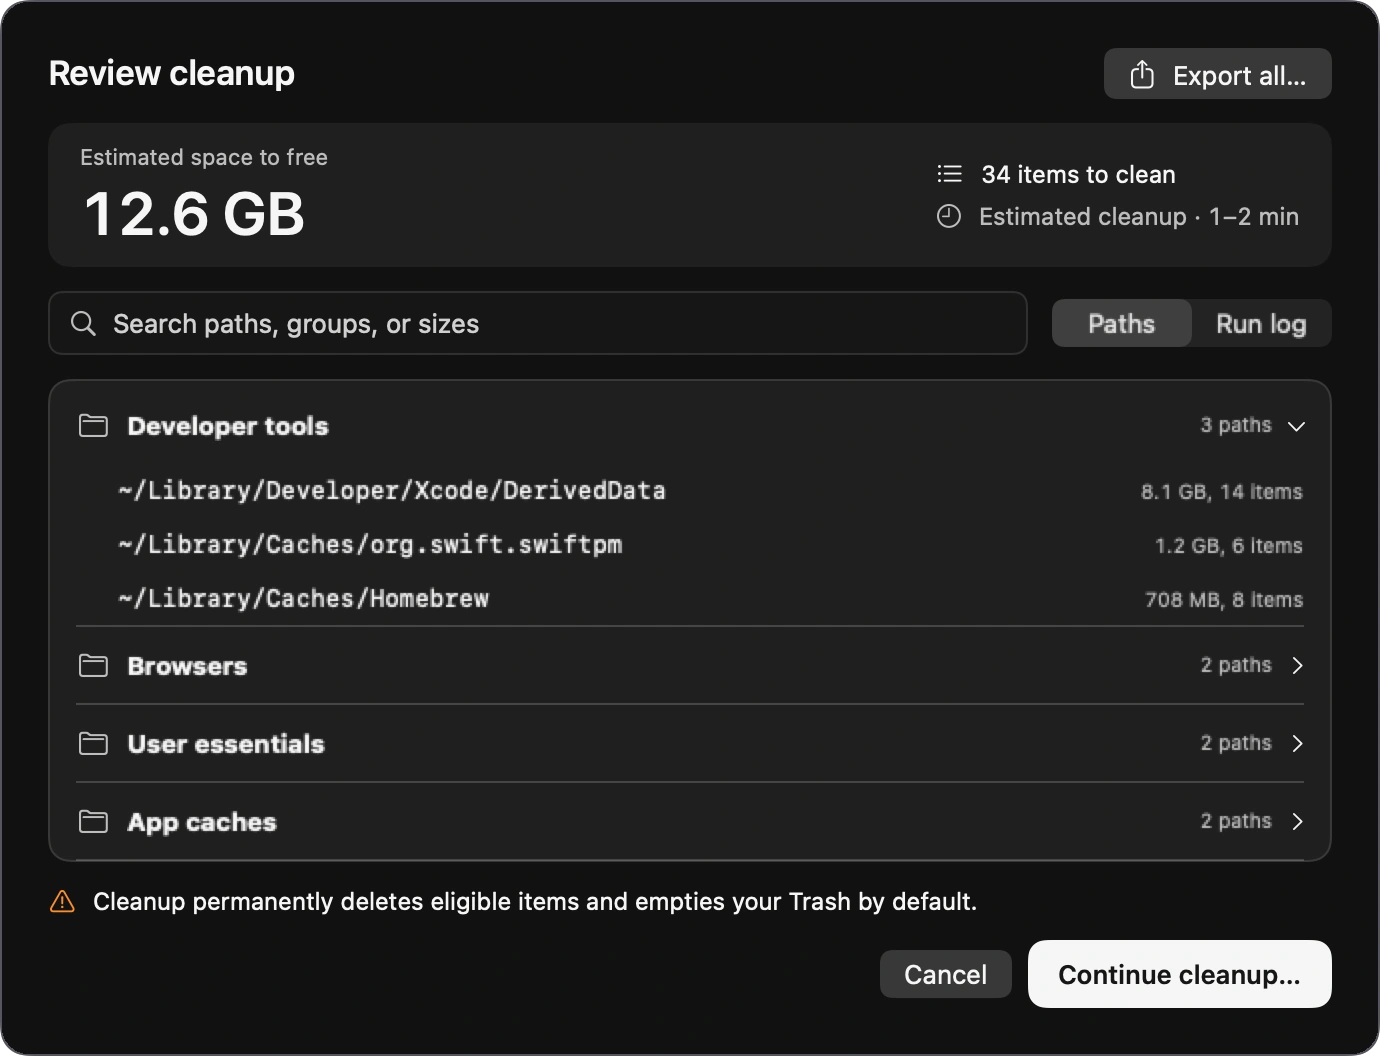 Review cleanup
Export all...
Estimated space to free
12.6 GB
34 items to clean
Estimated cleanup · 1–2 min
Search paths, groups, or sizes
Paths
Run log
Developer tools
3 paths
~/Library/Developer/Xcode/DerivedData
8.1 GB, 14 items
~/Library/Caches/org.swift.swiftpm
1.2 GB, 6 items
~/Library/Caches/Homebrew
708 MB, 8 items
Browsers
2 paths
User essentials
2 paths
App caches
2 paths
Cleanup permanently deletes eligible items and empties your Trash by default.
Cancel
Continue cleanup...